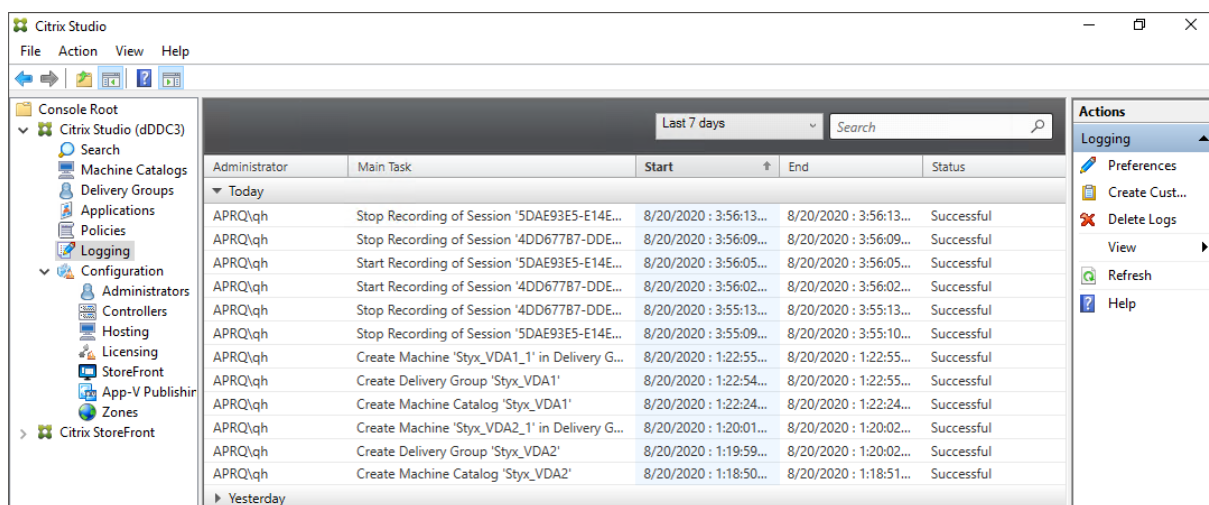 Citrix Studio
File Action View Help
Console Root
Citrix Studio (dDDC3)
Search
Machine Catalogs
Delivery Groups
Applications
Policies
Logging
Configuration
Administrators
Controllers
Hosting
Licensing
StoreFront
App-V Publishin
Zones
Citrix StoreFront
Last 7 days Search
Administrator Main Task Start End Status
Today
APRQ\qh Stop Recording of Session '5DAE93E5-E14E... 8/20/2020 : 3:56:13... 8/20/2020 : 3:56:13... Successful
APRQ\qh Stop Recording of Session '4DD677B7-DDE... 8/20/2020 : 3:56:09... 8/20/2020 : 3:56:09... Successful
APRQ\qh Start Recording of Session '5DAE93E5-E14E... 8/20/2020 : 3:56:05... 8/20/2020 : 3:56:05... Successful
APRQ\qh Start Recording of Session '4DD677B7-DDE... 8/20/2020 : 3:56:02... 8/20/2020 : 3:56:02... Successful
APRQ\qh Stop Recording of Session '4DD677B7-DDE... 8/20/2020 : 3:55:13... 8/20/2020 : 3:55:13... Successful
APRQ\qh Stop Recording of Session '5DAE93E5-E14E... 8/20/2020 : 3:55:09... 8/20/2020 : 3:55:10... Successful
APRQ\qh Create Machine 'Styx_VDA1_1' in Delivery G... 8/20/2020 : 1:22:55... 8/20/2020 : 1:22:55... Successful
APRQ\qh Create Delivery Group 'Styx_VDA1' 8/20/2020 : 1:22:54... 8/20/2020 : 1:22:55... Successful
APRQ\qh Create Machine Catalog 'Styx_VDA1' 8/20/2020 : 1:22:24... 8/20/2020 : 1:22:24... Successful
APRQ\qh Create Machine 'Styx_VDA2_1' in Delivery G... 8/20/2020 : 1:20:01... 8/20/2020 : 1:20:02... Successful
APRQ\qh Create Delivery Group 'Styx_VDA2' 8/20/2020 : 1:19:59... 8/20/2020 : 1:20:02... Successful
APRQ\qh Create Machine Catalog 'Styx_VDA2' 8/20/2020 : 1:18:50... 8/20/2020 : 1:18:51... Successful
Yesterday
Actions
Logging
Preferences
Create Cust...
Delete Logs
View
Refresh
Help